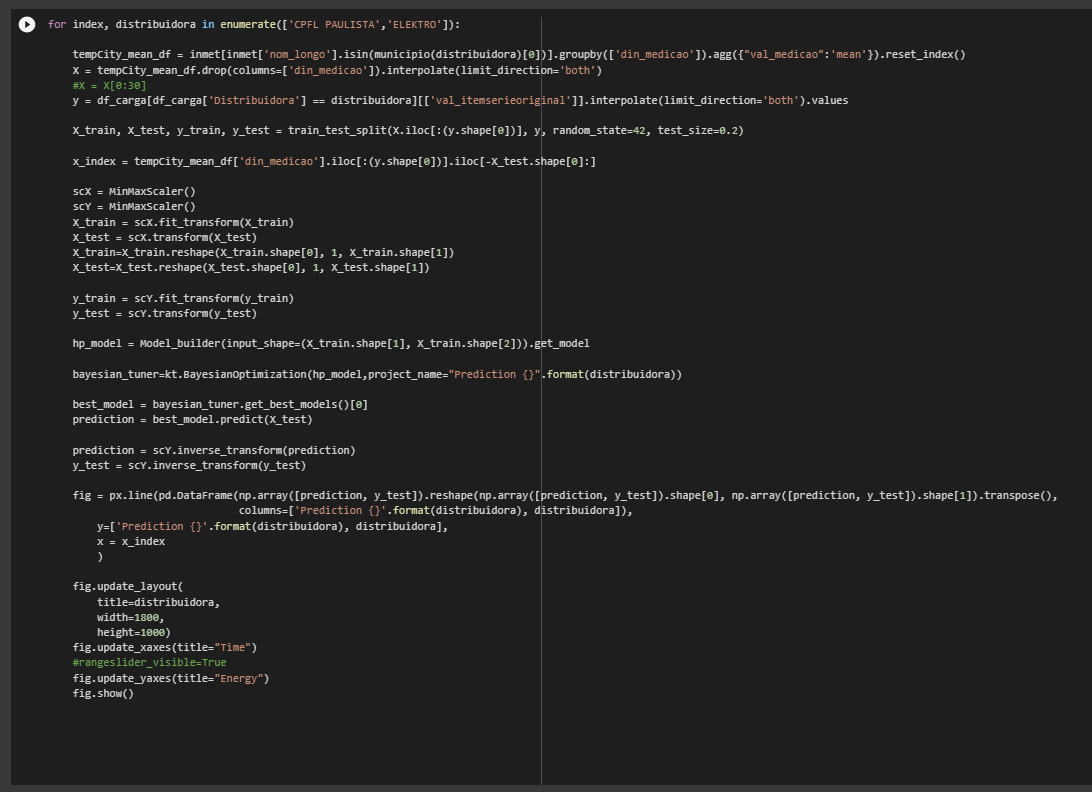 for index, distribuidora in enumerate(['CPFL PAULISTA','ELEKTRO']):
tempCity_mean_df = inmet[inmet['nom_longo'].isin(municipio(distribuidora)[0])].groupby(['din_medicao']).agg({"val_medicao":'mean'}).reset_index()
X = tempCity_mean_df.drop(columns=['din_medicao']).interpolate(limit_direction='both')
#X = X[0:30]
y = df_carga[df_carga['Distribuidora'] == distribuidora][['val_itemserieoriginal']].interpolate(limit_direction='both').values
X_train, X_test, y_train, y_test = train_test_split(X.iloc[:(y.shape[0])], y, random_state=42, test_size=0.2)
x_index = tempCity_mean_df['din_medicao'].iloc[:(y.shape[0])].iloc[-X_test.shape[0]:]
scX = MinMaxScaler()
scY = MinMaxScaler()
X_train = scX.fit_transform(X_train)
X_test = scX.transform(X_test)
X_train=X_train.reshape(X_train.shape[0], 1, X_train.shape[1])
X_test=X_test.reshape(X_test.shape[0], 1, X_test.shape[1])
y_train = scY.fit_transform(y_train)
y_test = scY.transform(y_test)
hp_model = Model_builder(input_shape=(X_train.shape[1], X_train.shape[2])).get_model
bayesian_tuner=kt.BayesianOptimization(hp_model,project_name="Prediction {}".format(distribuidora))
best_model = bayesian_tuner.get_best_models()[0]
prediction = best_model.predict(X_test)
prediction = scY.inverse_transform(prediction)
y_test = scY.inverse_transform(y_test)
fig = px.line(pd.DataFrame(np.array([prediction, y_test]).reshape(np.array([prediction, y_test]).shape[0], np.array([prediction, y_test]).shape[1]).transpose(),
columns=['Prediction {}'.format(distribuidora), distribuidora]),
y=['Prediction {}'.format(distribuidora), distribuidora],
x = x_index
)
fig.update_layout(
title=distribuidora,
width=1800,
height=1000)
fig.update_xaxes(title="Time")
#rangeslider_visible=True
fig.update_yaxes(title="Energy")
fig.show()